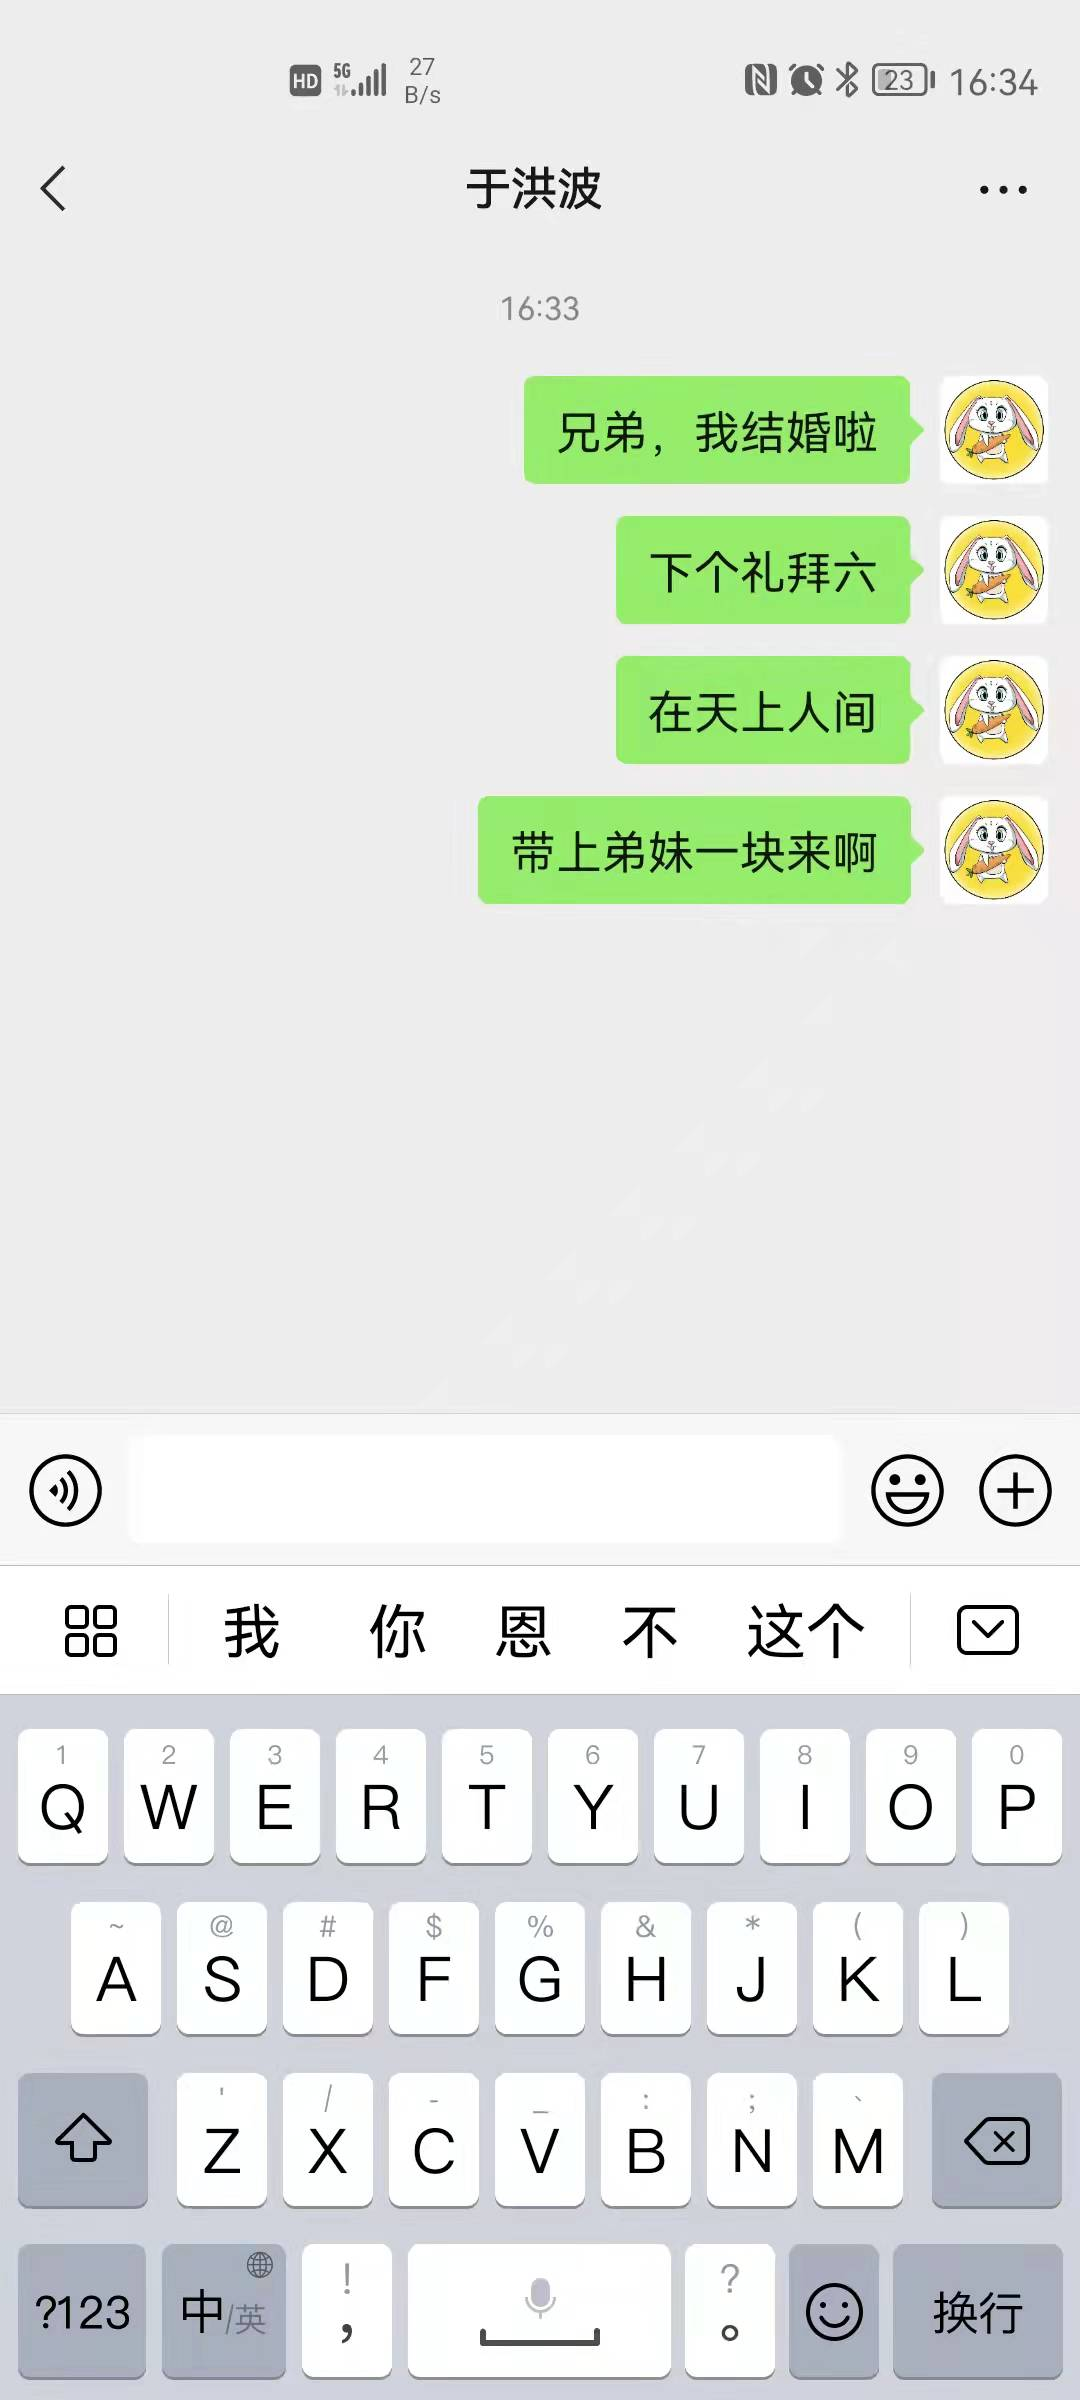 HD 5G 27 B/s 23 16:34
于洪波
16:33
兄弟，我结婚啦
下个礼拜六
在天上人间
带上弟妹一块来啊
我 你 恩 不 这个
1 2 3 4 5 6 7 8 9 0
Q W E R T Y U I O P
~ @ # $ % & * ( )
A S D F G H J K L
' / - _ : ; `
Z X C V B N M
! ?
?123 中/英 , 。 换行